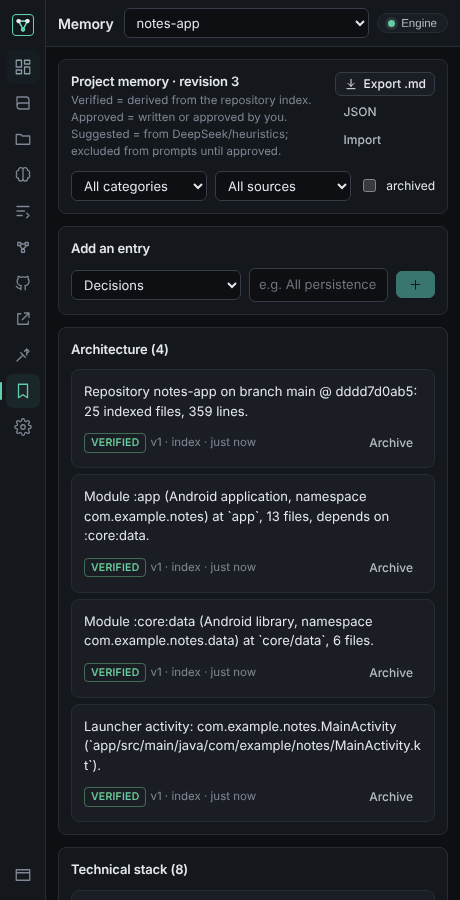 Memory
notes-app
Engine
Project memory · revision 3
Verified = derived from the repository index.
Approved = written or approved by you.
Suggested = from DeepSeek/heuristics;
excluded from prompts until approved.
Export .md
JSON
Import
All categories
All sources
archived
Add an entry
Decisions
e.g. All persistence
+
Architecture (4)
Repository notes-app on branch main @ dddd7d0ab5:
25 indexed files, 359 lines.
VERIFIED v1 · index · just now
Archive
Module :app (Android application, namespace
com.example.notes) at `app`, 13 files, depends on
:core:data.
VERIFIED v1 · index · just now
Archive
Module :core:data (Android library, namespace
com.example.notes.data) at `core/data`, 6 files.
VERIFIED v1 · index · just now
Archive
Launcher activity: com.example.notes.MainActivity
(`app/src/main/java/com/example/notes/MainActivity.k
t`).
VERIFIED v1 · index · just now
Archive
Technical stack (8)